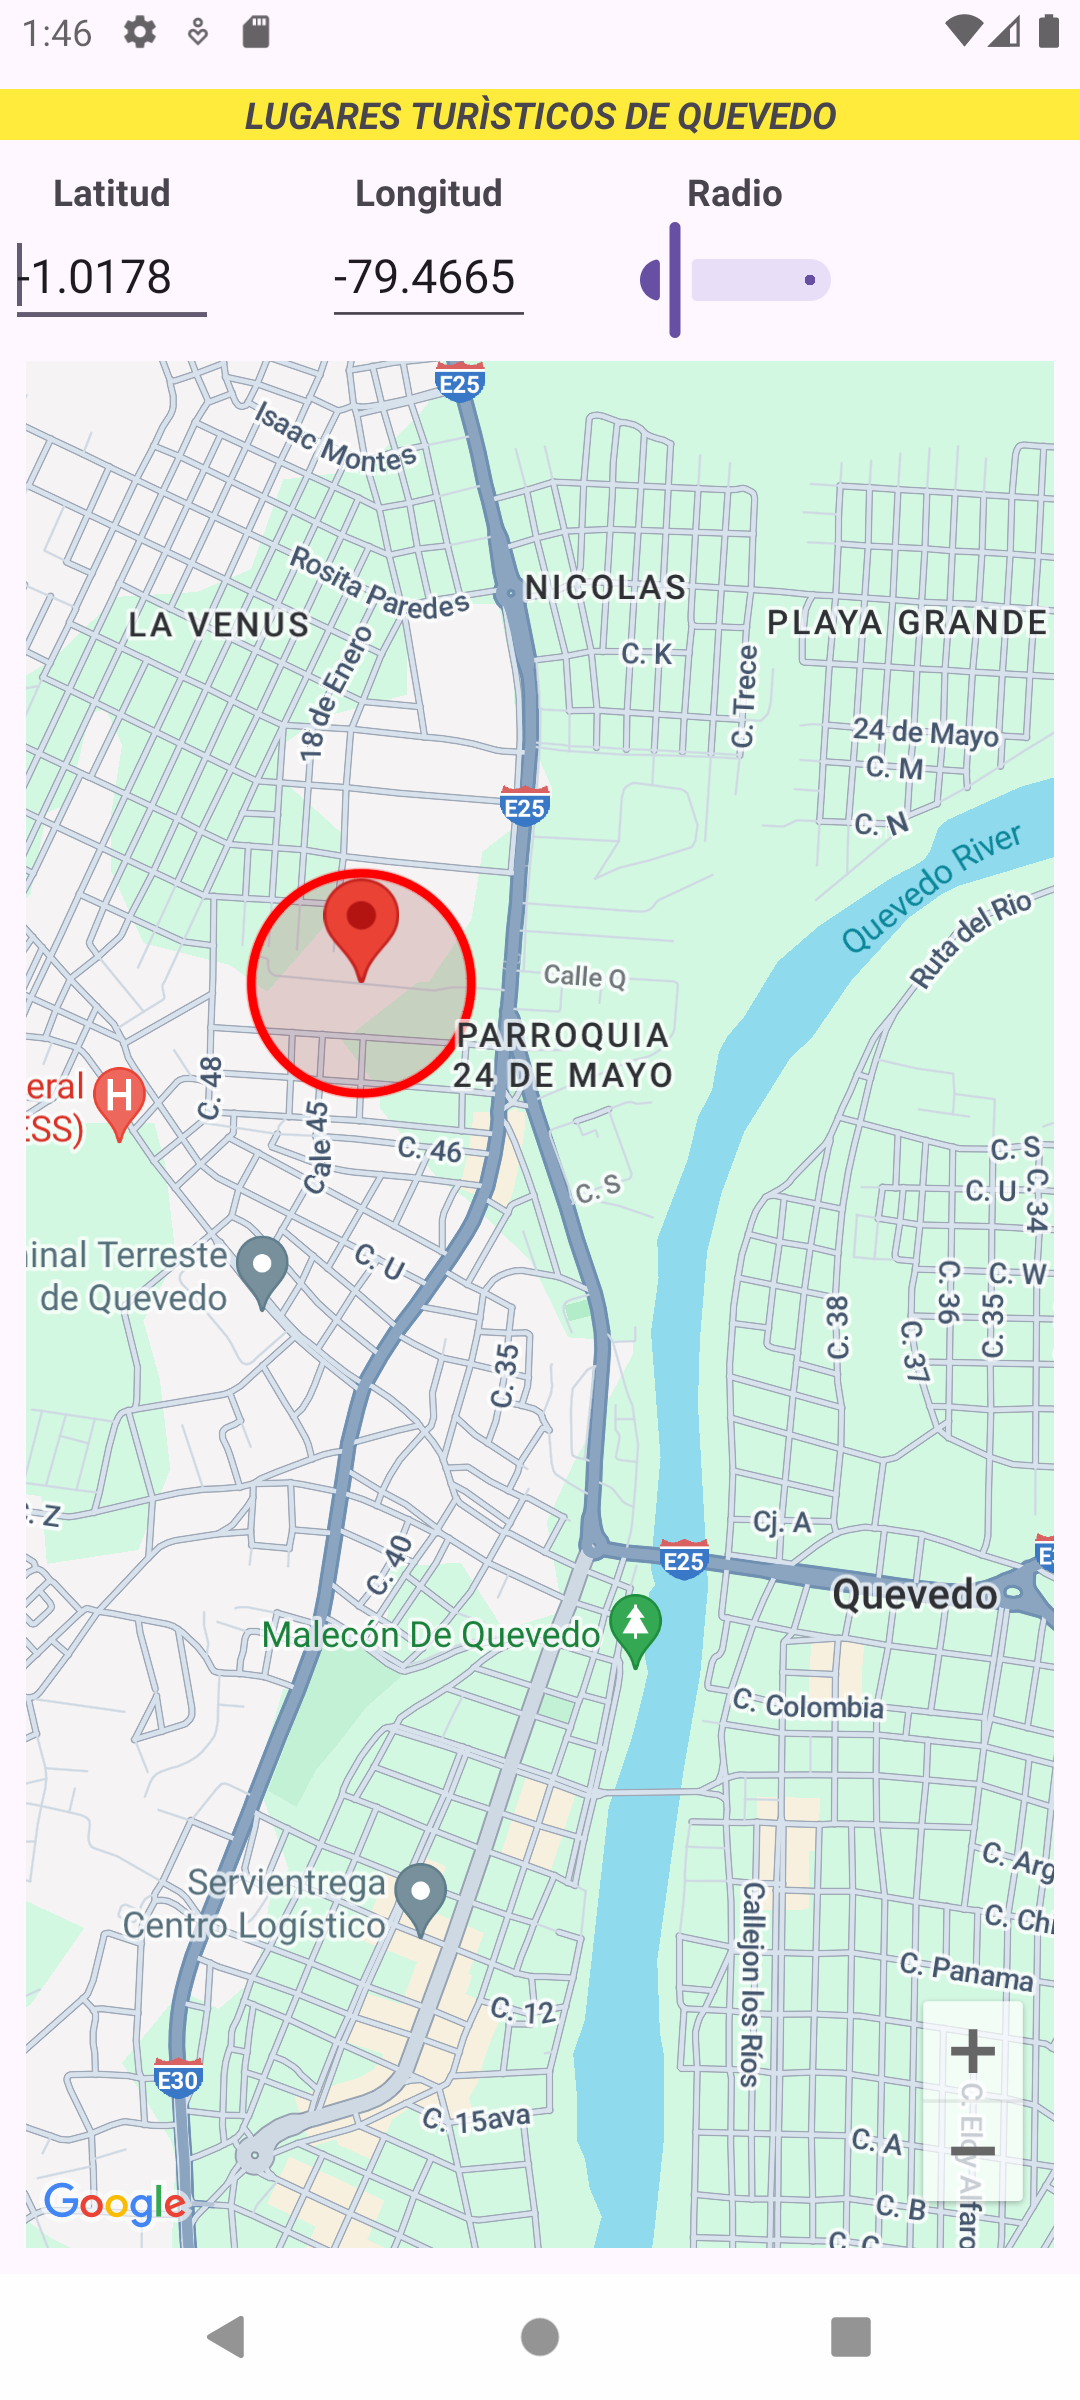 1:46
LUGARES TURÌSTICOS DE QUEVEDO
Latitud
Longitud
Radio
-1.0178
-79.4665
E25
Isaac Montes
Rosita Paredes
NICOLAS
LA VENUS
PLAYA GRANDE
C. K
18 de Enero
C. Trece
24 de Mayo
C. M
E25
C. N
Quevedo River
Ruta del Rio
Calle Q
PARROQUIA
24 DE MAYO
C. 48
eral
ESS)
H
Cale 45
C. 46
C. S
C. S
C. U
C. 34
inal Terreste
de Quevedo
C. U
C. W
C. 36
C. 35
C. 38
C. 37
C. 35
C. Z
Cj. A
C. 40
E25
Quevedo
Malecón De Quevedo
C. Colombia
Servientrega
Centro Logístico
C. Arg
C. Chi
Callejon los Ríos
C. Panama
C. 12
E30
C. 15ava
C. A
C. Eloy Alfaro
C. B
Google